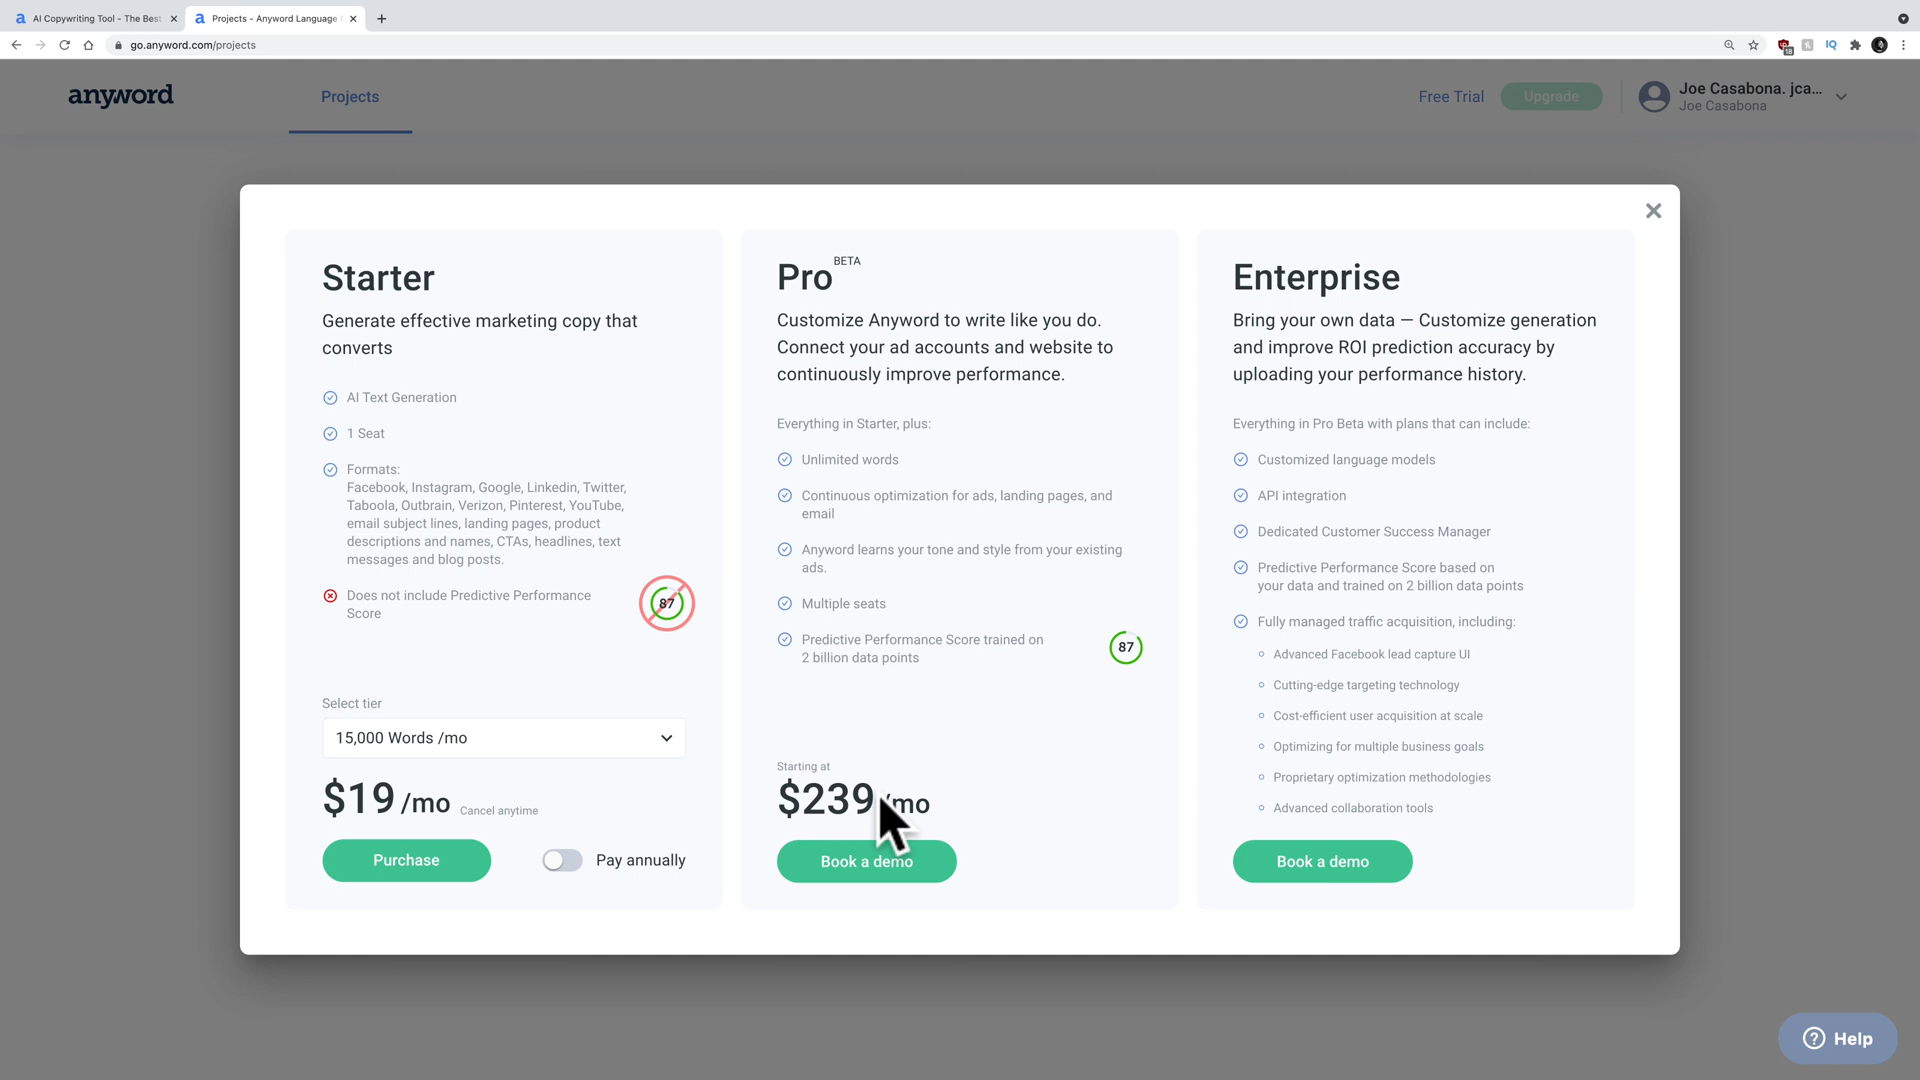 AI Copywriting Tool - The Best
Projects - Anyword Language
go.anyword.com/projects
18
IQ
anyword
Projects
Free Trial
Upgrade
Joe Casabona. jca...
Joe Casabona
Starter
Generate effective marketing copy that
converts
AI Text Generation
1 Seat
Formats:
Facebook, Instagram, Google, Linkedin, Twitter,
Taboola, Outbrain, Verizon, Pinterest, YouTube,
email subject lines, landing pages, product
descriptions and names, CTAs, headlines, text
messages and blog posts.
Does not include Predictive Performance
Score
87
Select tier
15,000 Words /mo
$19 /mo Cancel anytime
Purchase
Pay annually
Pro BETA
Customize Anyword to write like you do.
Connect your ad accounts and website to
continuously improve performance.
Everything in Starter, plus:
Unlimited words
Continuous optimization for ads, landing pages, and
email
Anyword learns your tone and style from your existing
ads.
Multiple seats
Predictive Performance Score trained on
2 billion data points
87
Starting at
$239 /mo
Book a demo
Enterprise
Bring your own data — Customize generation
and improve ROI prediction accuracy by
uploading your performance history.
Everything in Pro Beta with plans that can include:
Customized language models
API integration
Dedicated Customer Success Manager
Predictive Performance Score based on
your data and trained on 2 billion data points
Fully managed traffic acquisition, including:
Advanced Facebook lead capture UI
Cutting-edge targeting technology
Cost-efficient user acquisition at scale
Optimizing for multiple business goals
Proprietary optimization methodologies
Advanced collaboration tools
Book a demo
Help